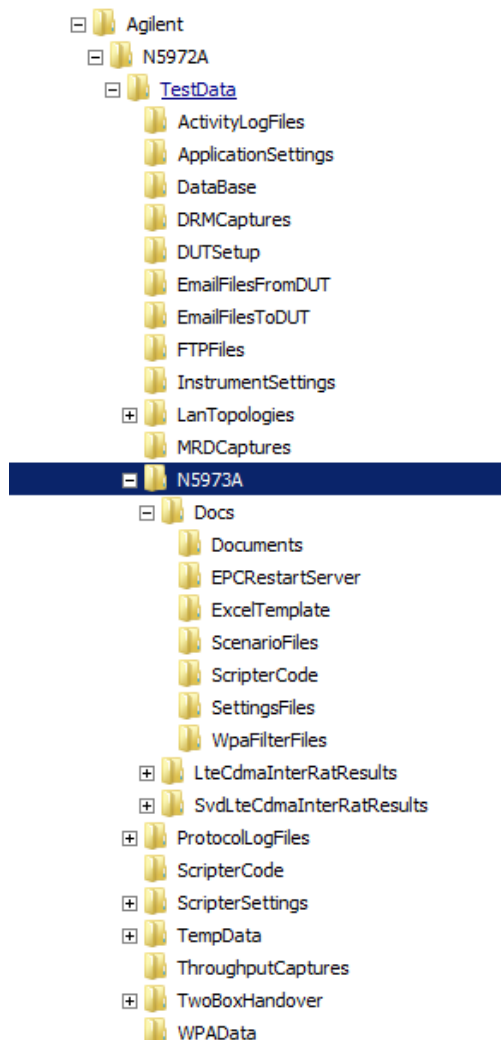 Agilent
N5972A
TestData
ActivityLogFiles
ApplicationSettings
DataBase
DRMCaptures
DUTSetup
EmailFilesFromDUT
EmailFilesToDUT
FTPFiles
InstrumentSettings
LanTopologies
MRDCaptures
N5973A
Docs
Documents
EPCRestartServer
ExcelTemplate
ScenarioFiles
ScripterCode
SettingsFiles
WpaFilterFiles
LteCdmaInterRatResults
SvdLteCdmaInterRatResults
ProtocolLogFiles
ScripterCode
ScripterSettings
TempData
ThroughputCaptures
TwoBoxHandover
WPAData